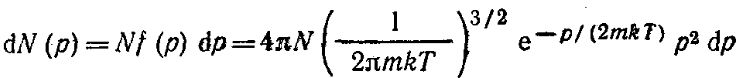 dN (p) = Nf (p) dp = 4πN ( 1 / 2πmkT )^{3/2} e^{−p/(2mkT)} p² dp